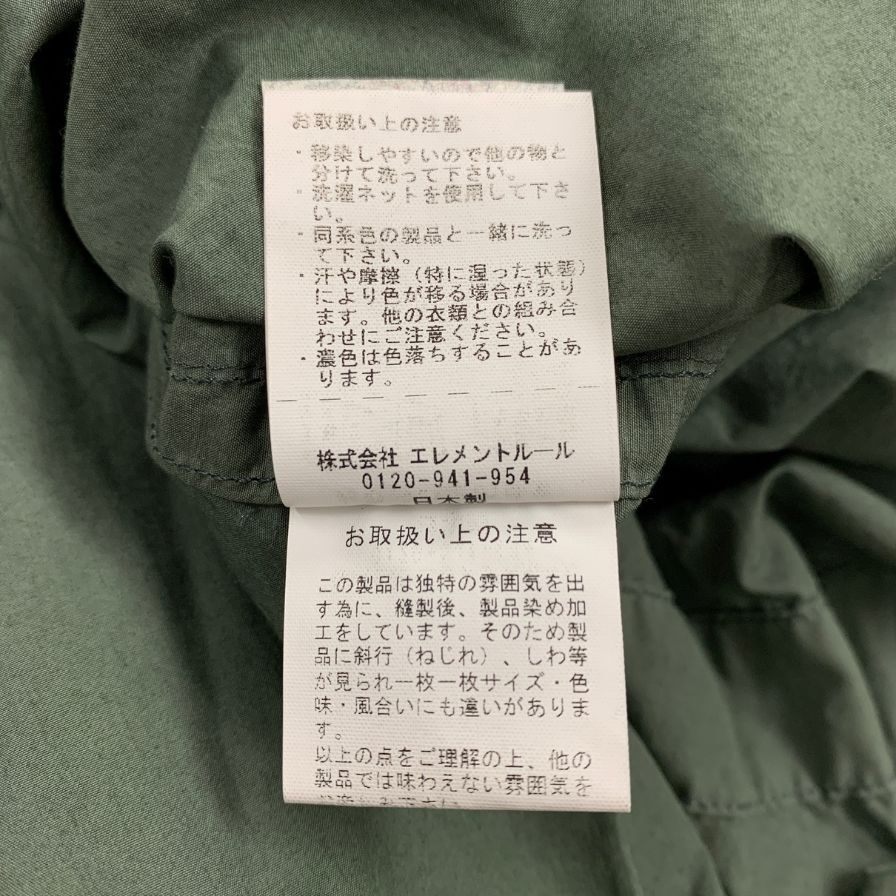 お取扱い上の注意
・移染しやすいので他の物と
分けて洗って下さい。
・洗濯ネットを使用して下さ
い。
・同系色の製品と一緒に洗っ
て下さい。
・汗や摩擦（特に湿った状態）
により色が移る場合があり
ます。他の衣類との組み合
わせにご注意ください。
・濃色は色落ちすることがあ
ります。
株式会社 エレメントルール
0120-941-954
日本製
お取扱い上の注意
この製品は独特の雰囲気を出
す為に、縫製後、製品染め加
工をしています。そのため製
品に斜行（ねじれ）、しわ等
が見られ一枚一枚サイズ・色
味・風合いにも違いがありま
す。
以上の点をご理解の上、他の
製品では味わえない雰囲気を